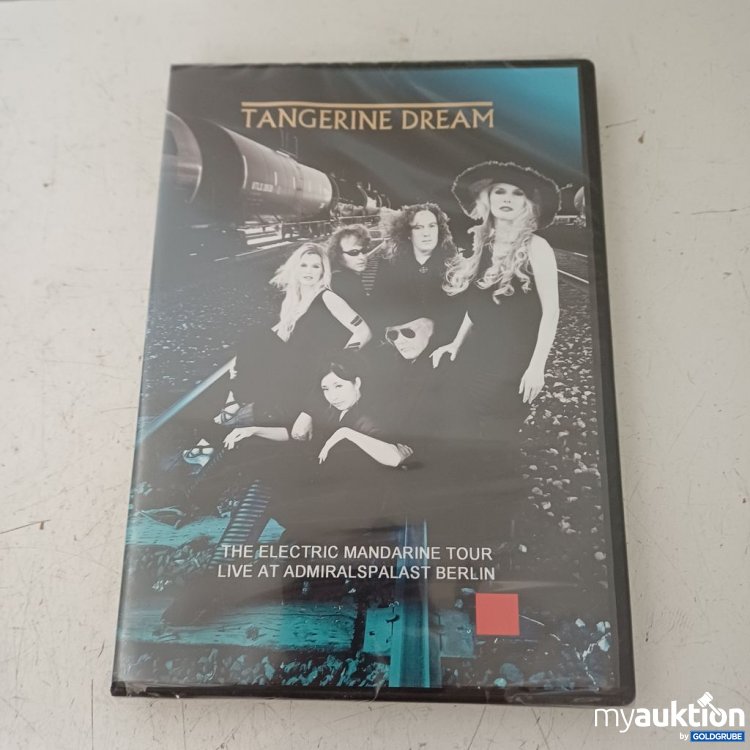 TANGERINE DREAM
THE ELECTRIC MANDARINE TOUR
LIVE AT ADMIRALSPALAST BERLIN
myauktion
by GOLDGRUBE